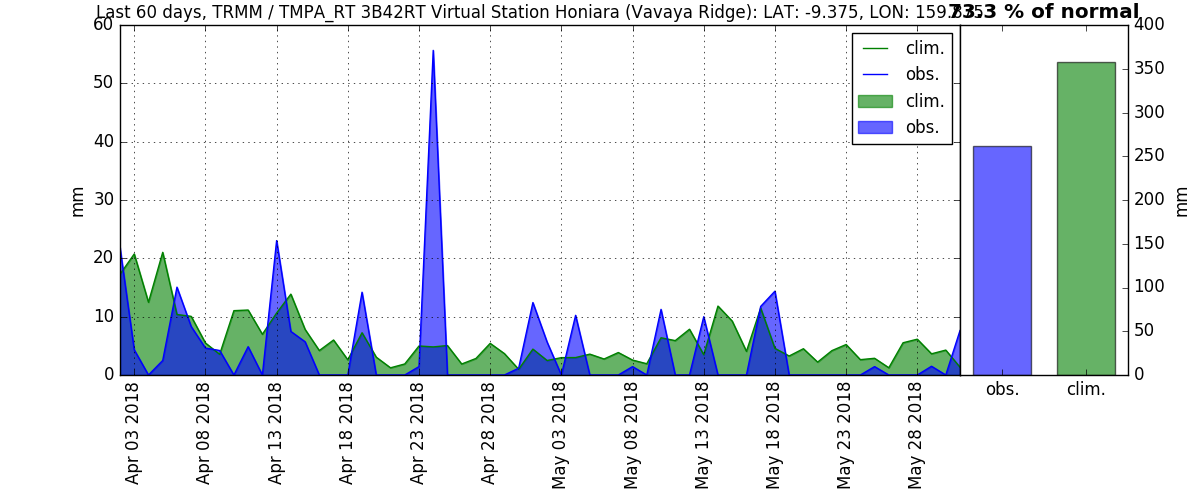 Last 60 days, TRMM / TMPA_RT 3B42RT Virtual Station Honiara (Vavaya Ridge): LAT: -9.375, LON:
73.3 % of normal
60
50
40
30
20
10
0
mm
clim.
obs.
clim.
obs.
400
350
300
250
200
150
100
50
0
mm
obs.
clim.
Apr 03 2018
Apr 08 2018
Apr 13 2018
Apr 18 2018
Apr 23 2018
Apr 28 2018
May 03 2018
May 08 2018
May 13 2018
May 18 2018
May 23 2018
May 28 2018